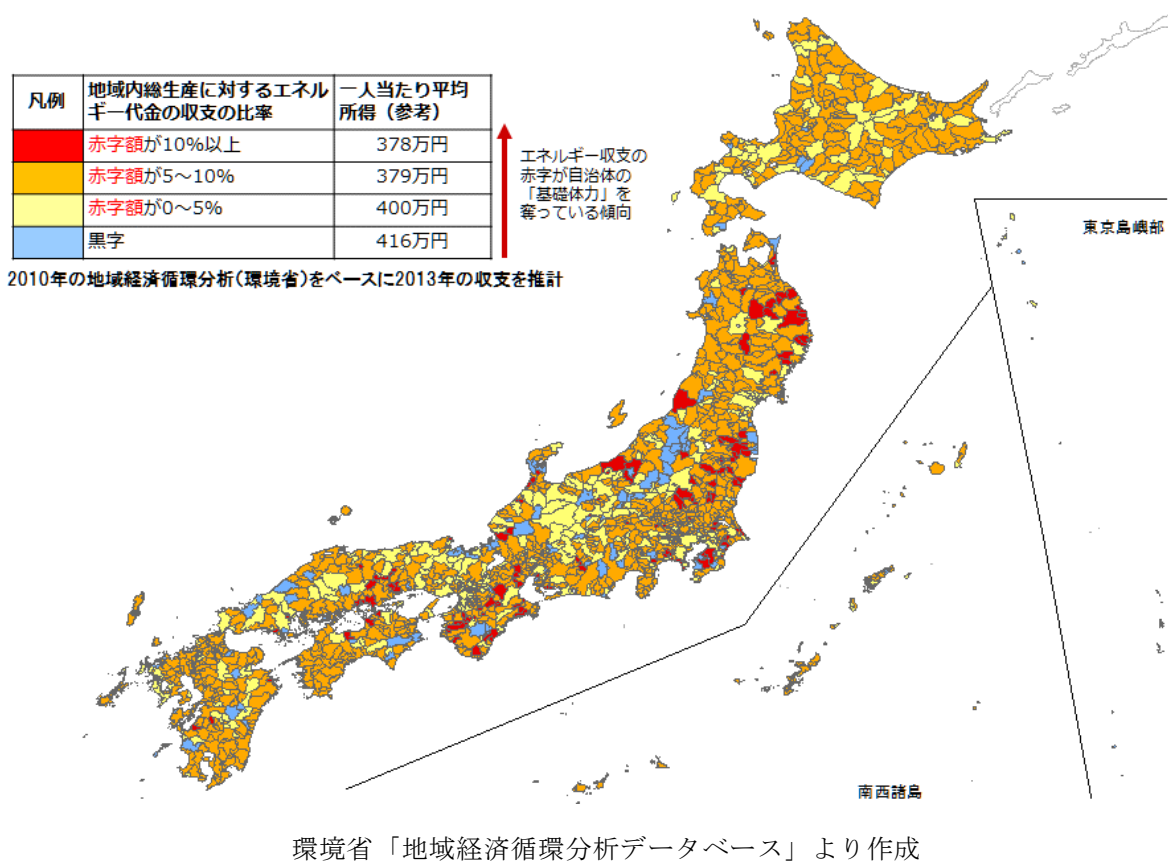 凡例
地域内総生産に対するエネル
ギー代金の収支の比率
一人当たり平均
所得（参考）
赤字額が10％以上
378万円
赤字額が5～10％
379万円
赤字額が0～5％
400万円
黒字
416万円
エネルギー収支の
赤字が自治体の
「基礎体力」を
奪っている傾向
2010年の地域経済循環分析(環境省)をベースに2013年の収支を推計
東京島嶼部
南西諸島
環境省「地域経済循環分析データベース」より作成